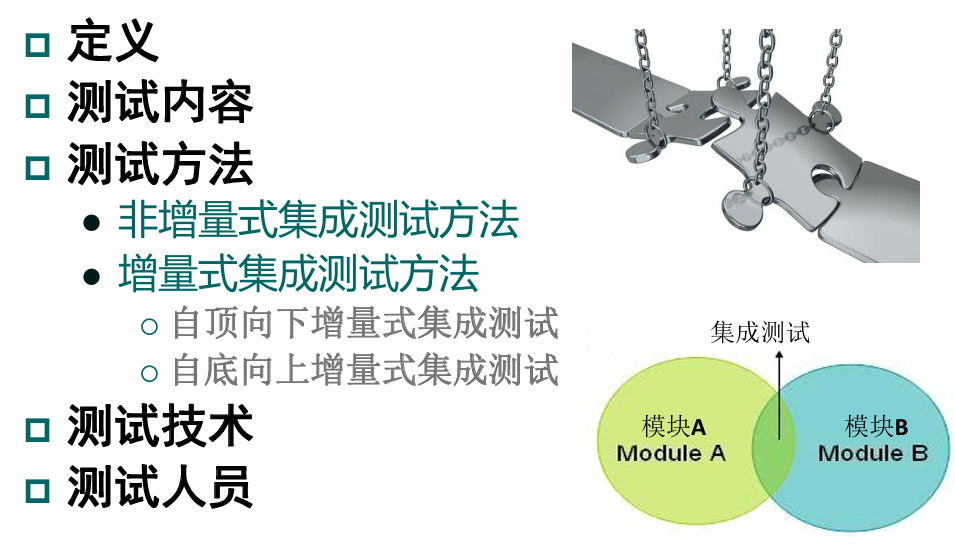 定义
测试内容
测试方法
非增量式集成测试方法
增量式集成测试方法
自顶向下增量式集成测试
自底向上增量式集成测试
测试技术
测试人员
集成测试
模块A
Module A
模块B
Module B